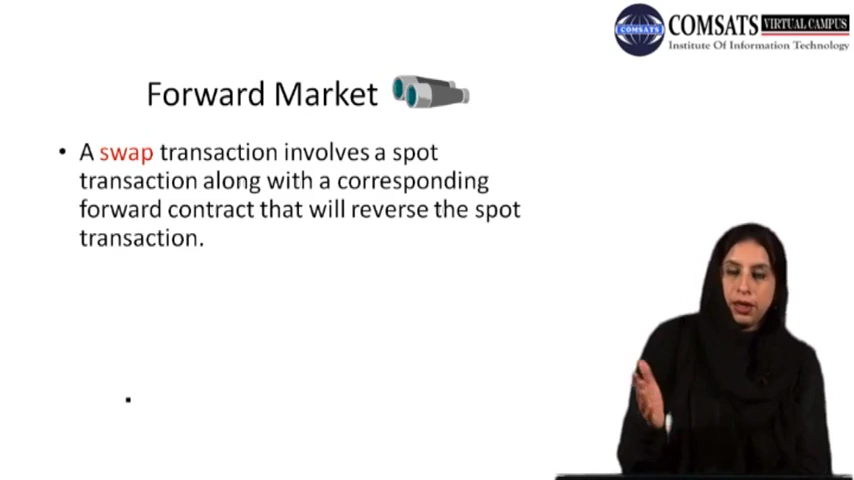 COMSATS VIRTUAL CAMPUS
COMSATS
Institute Of Information Technology
Forward Market
• A swap transaction involves a spot
transaction along with a corresponding
forward contract that will reverse the spot
transaction.